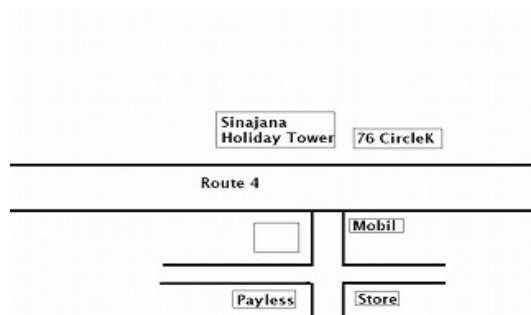 Sinajana
Holiday Tower
76 CircleK
Route 4
Mobil
Payless
Store